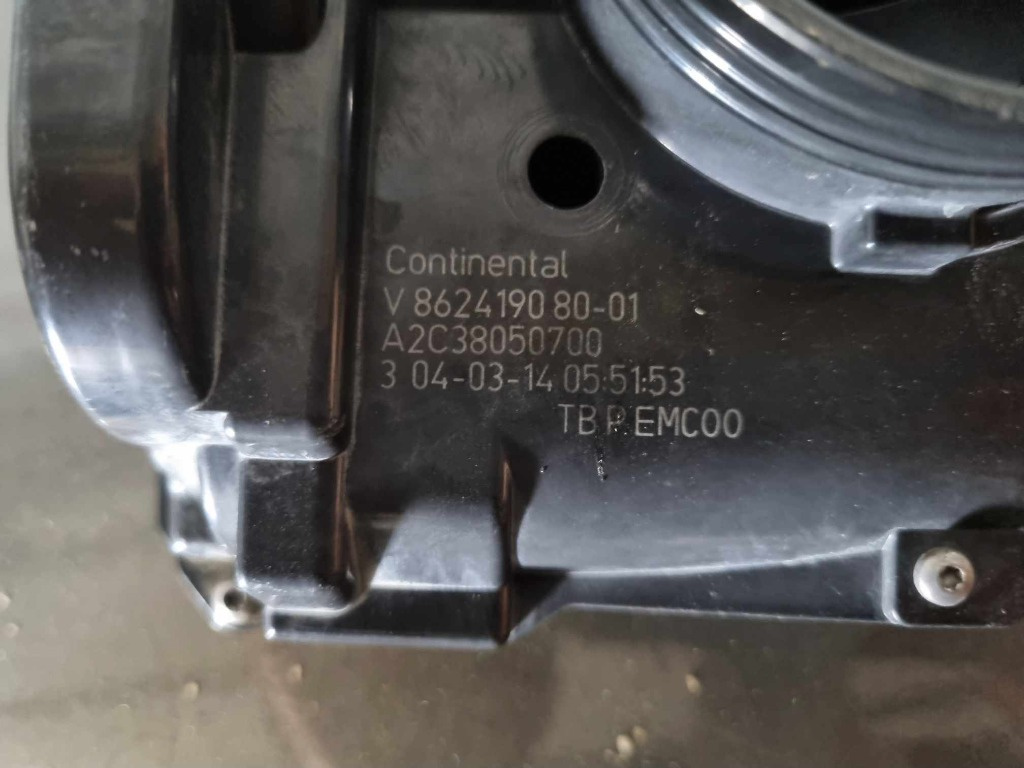 Continental
V 8624190 80-01
A2C38050700
3 04-03-14 05:51:53
TB P EMC00